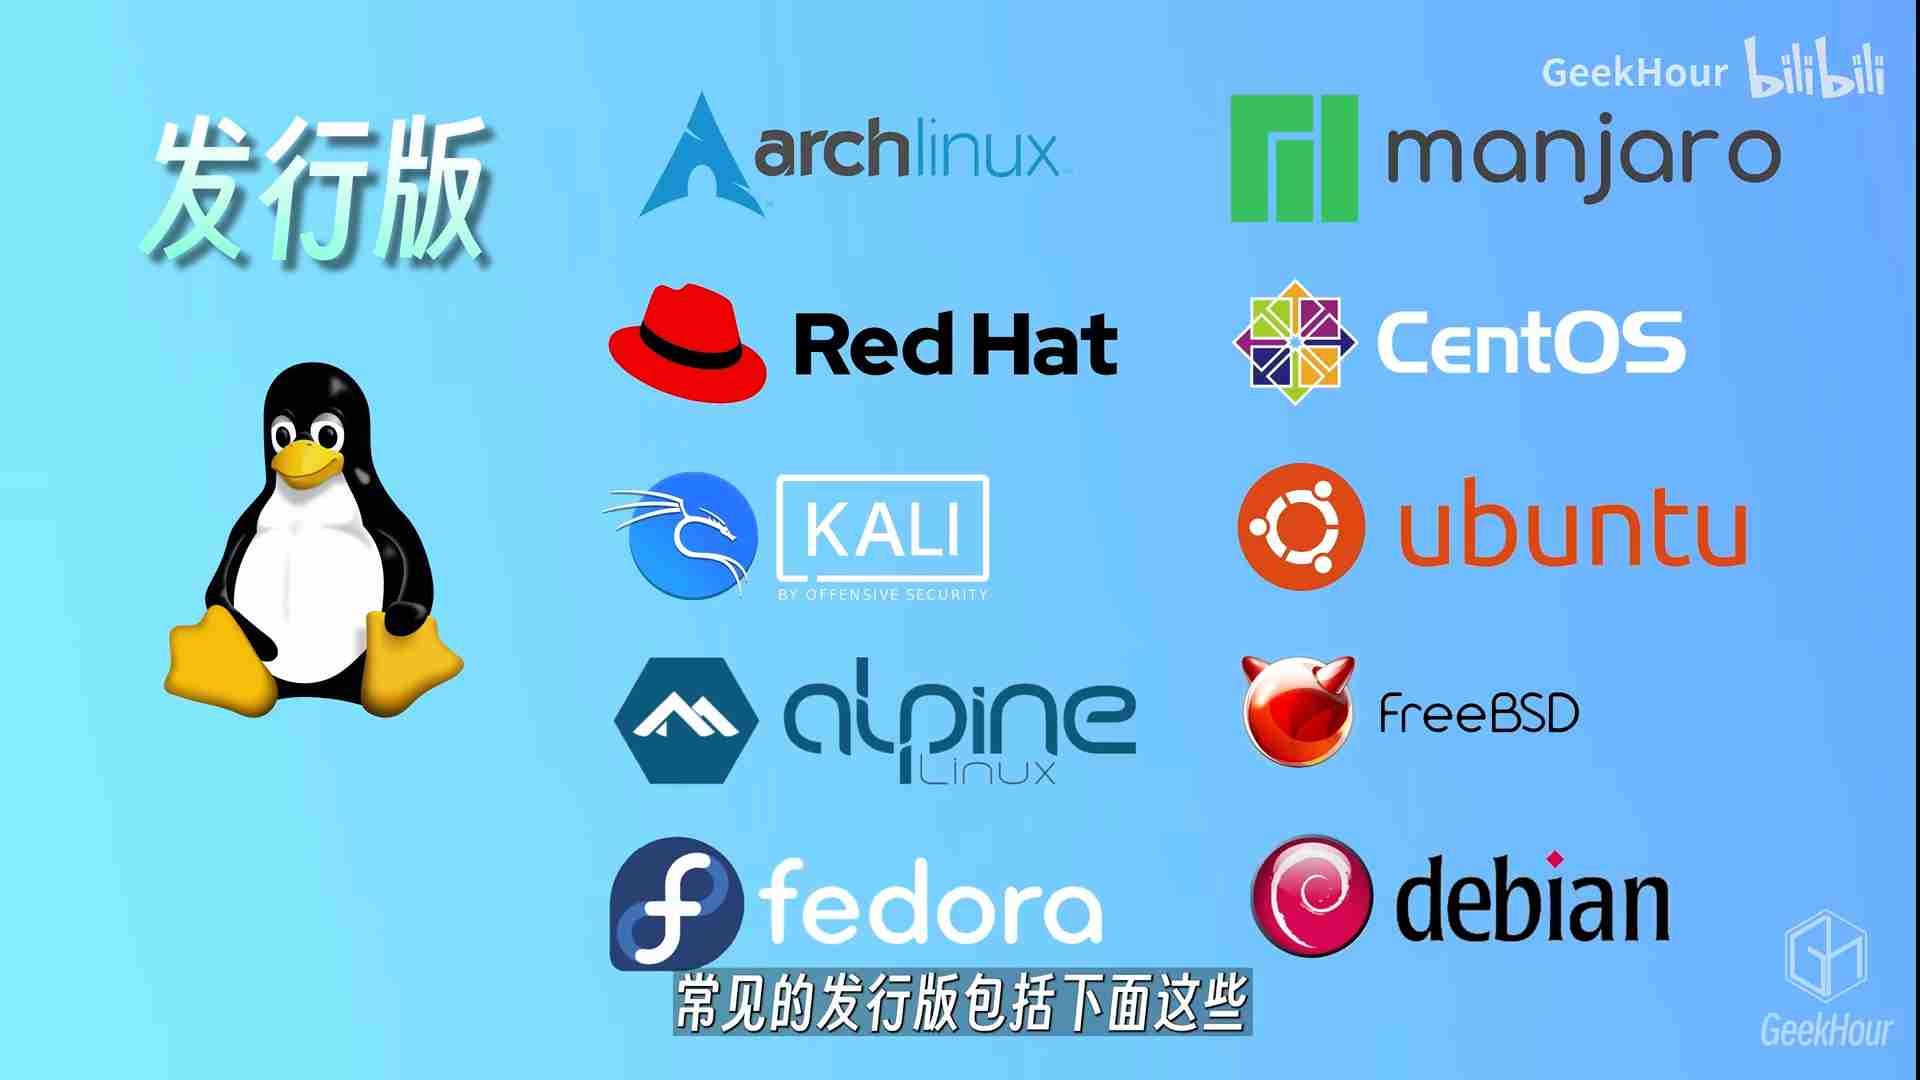 GeekHour bilibili
发行版
archlinux
manjaro
Red Hat
CentOS
KALI
BY OFFENSIVE SECURITY
ubuntu
alpine
Linux
FreeBSD
fedora
debian
常见的发行版包括下面这些
GeekHour